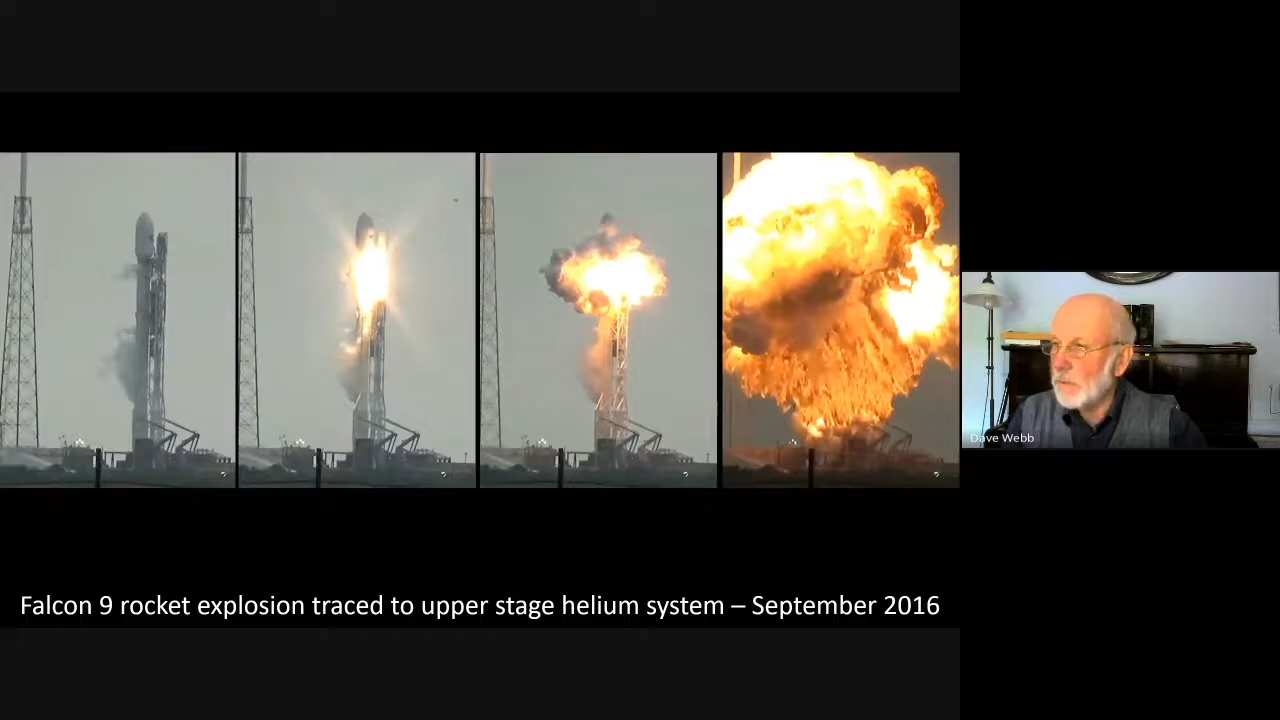 Dave Webb
Falcon 9 rocket explosion traced to upper stage helium system – September 2016